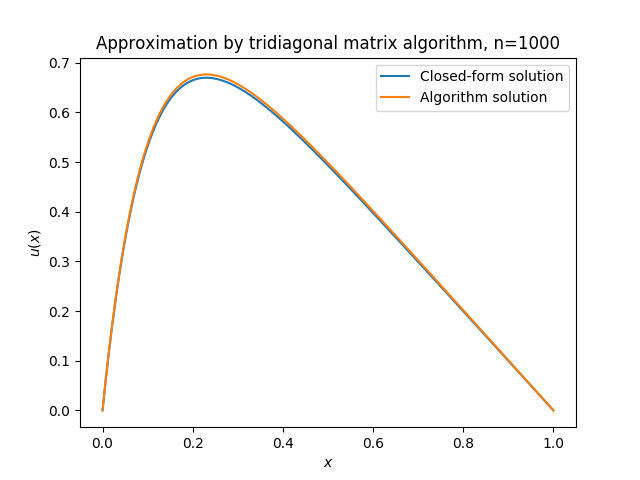 Approximation by tridiagonal matrix algorithm, n=1000
Closed-form solution
Algorithm solution
0.7
0.6
0.5
0.4
0.3
0.2
0.1
0.0
u(x)
0.0 0.2 0.4 0.6 0.8 1.0
x